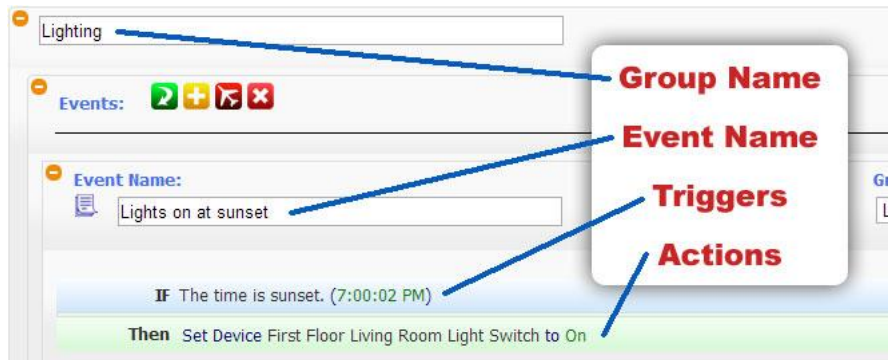 Lighting
Group Name
Events:
Event Name
Event Name:
Lights on at sunset
Triggers
Actions
IF The time is sunset. (7:00:02 PM)
Then Set Device First Floor Living Room Light Switch to On